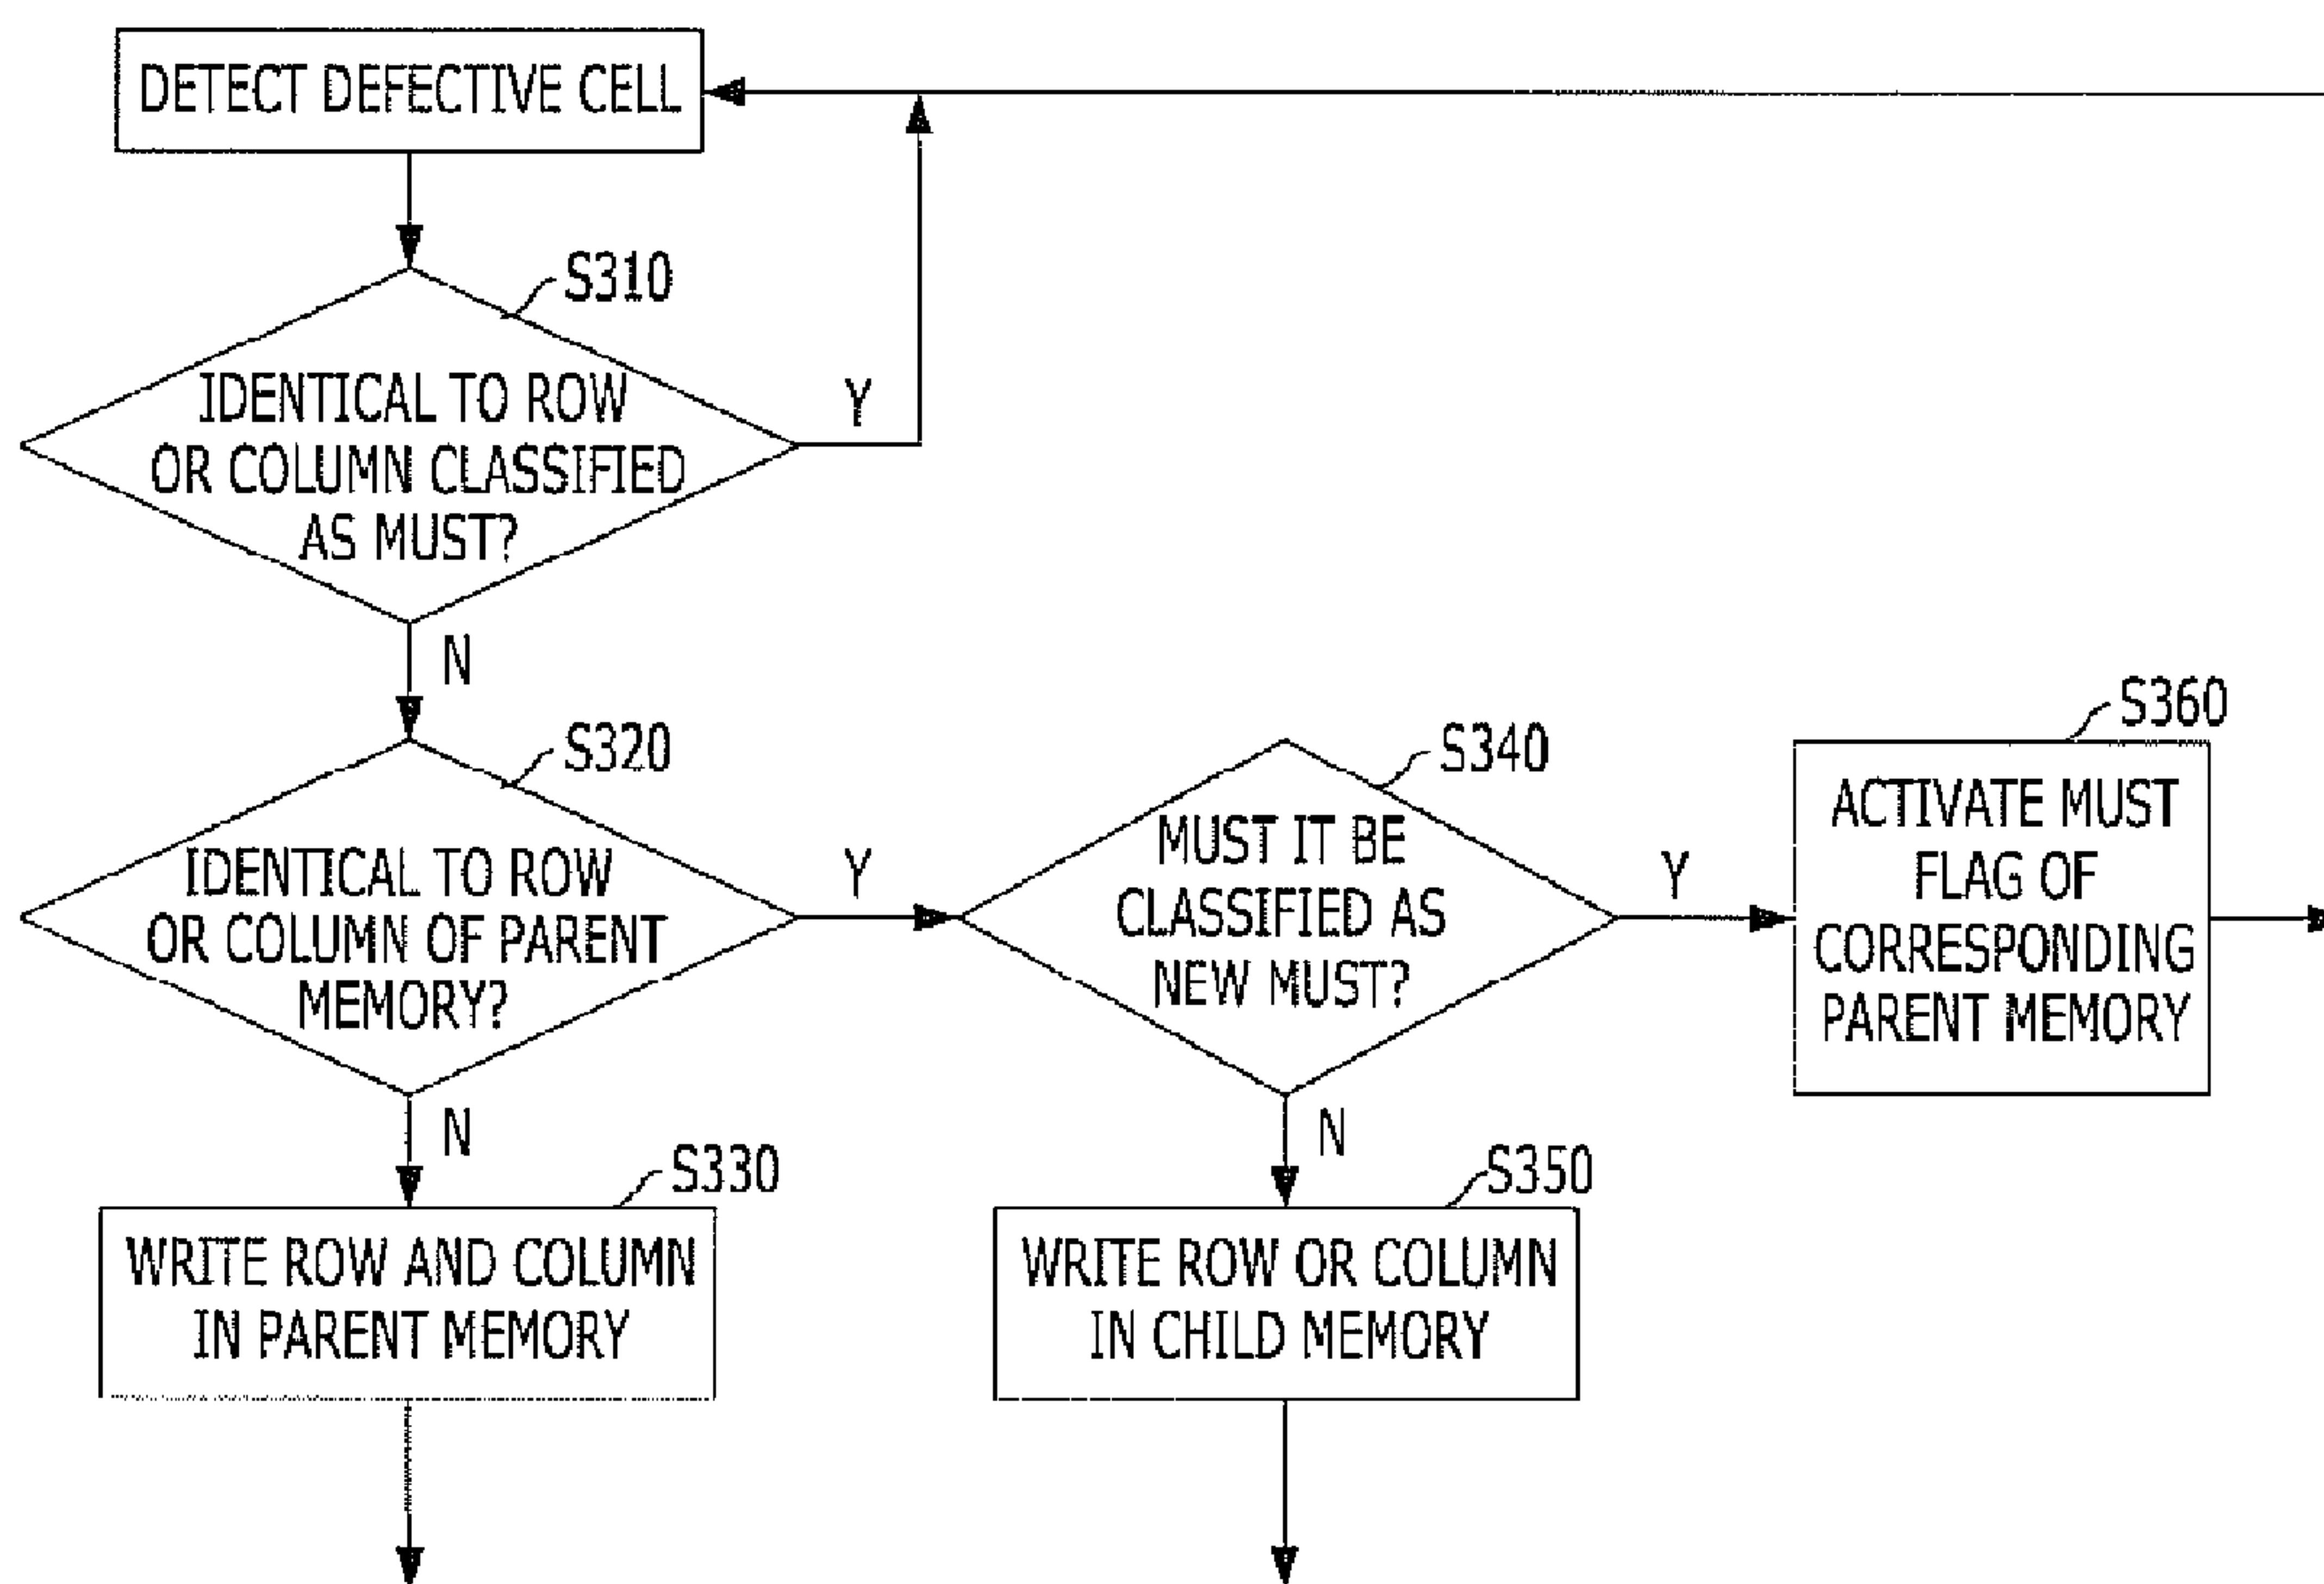 DETECT DEFECTIVE CELL
S310
IDENTICAL TO ROW
OR COLUMN CLASSIFIED
AS MUST?
Y
N
S320
IDENTICAL TO ROW
OR COLUMN OF PARENT
MEMORY?
Y
N
S340
MUST IT BE
CLASSIFIED AS
NEW MUST?
Y
N
S360
ACTIVATE MUST
FLAG OF
CORRESPONDING
PARENT MEMORY
S330
WRITE ROW AND COLUMN
IN PARENT MEMORY
S350
WRITE ROW OR COLUMN
IN CHILD MEMORY